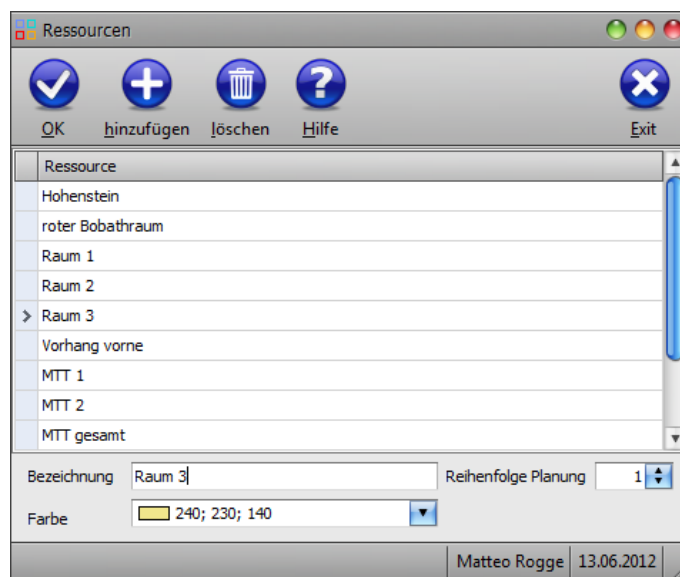 Ressourcen
OK hinzufügen löschen Hilfe Exit
Ressource
Hohenstein
roter Bobathraum
Raum 1
Raum 2
Raum 3
Vorhang vorne
MTT 1
MTT 2
MTT gesamt
Bezeichnung Raum 3 Reihenfolge Planung 1
Farbe 240; 230; 140
Matteo Rogge 13.06.2012